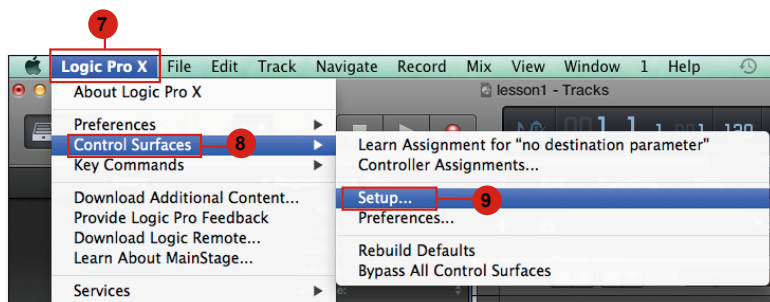 7
Logic Pro X File Edit Track Navigate Record Mix View Window 1 Help
About Logic Pro X
lesson1 - Tracks
Preferences
Control Surfaces 8
Key Commands
Learn Assignment for "no destination parameter"
Controller Assignments...
Download Additional Content...
Provide Logic Pro Feedback
Download Logic Remote...
Learn About MainStage...
Setup... 9
Preferences...
Rebuild Defaults
Bypass All Control Surfaces
Services